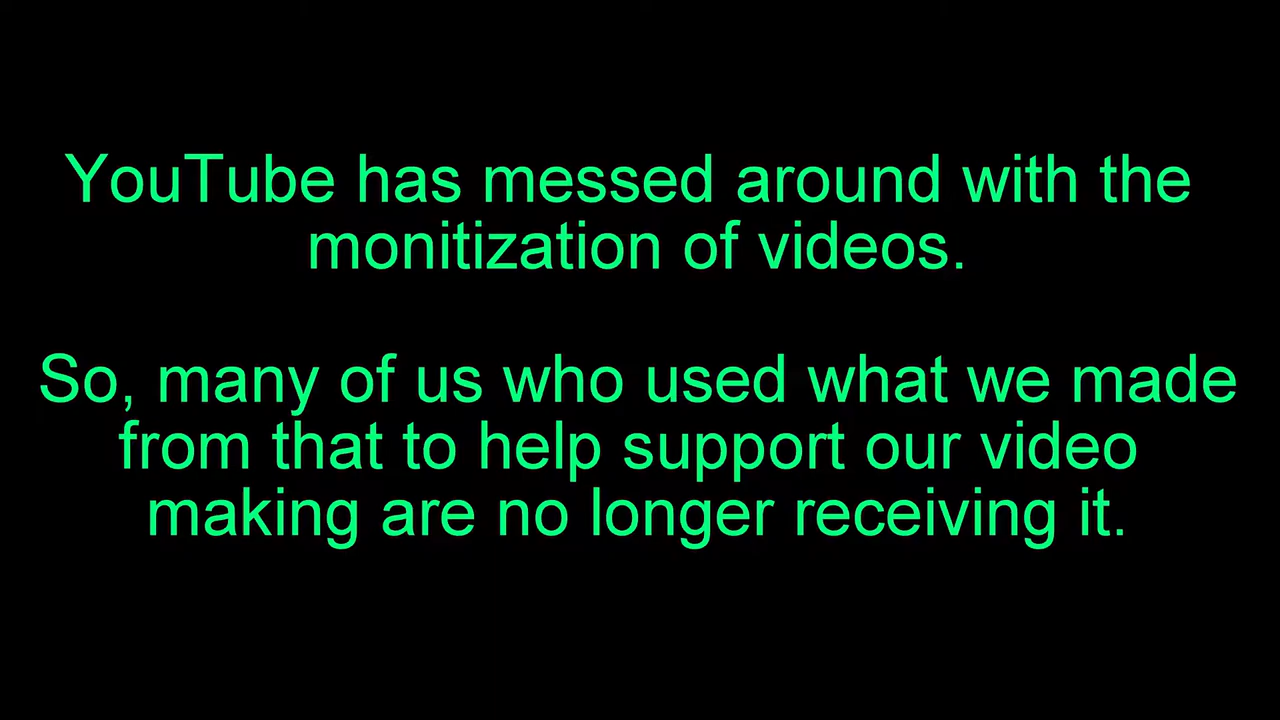 YouTube has messed around with the
monitization of videos.
So, many of us who used what we made
from that to help support our video
making are no longer receiving it.